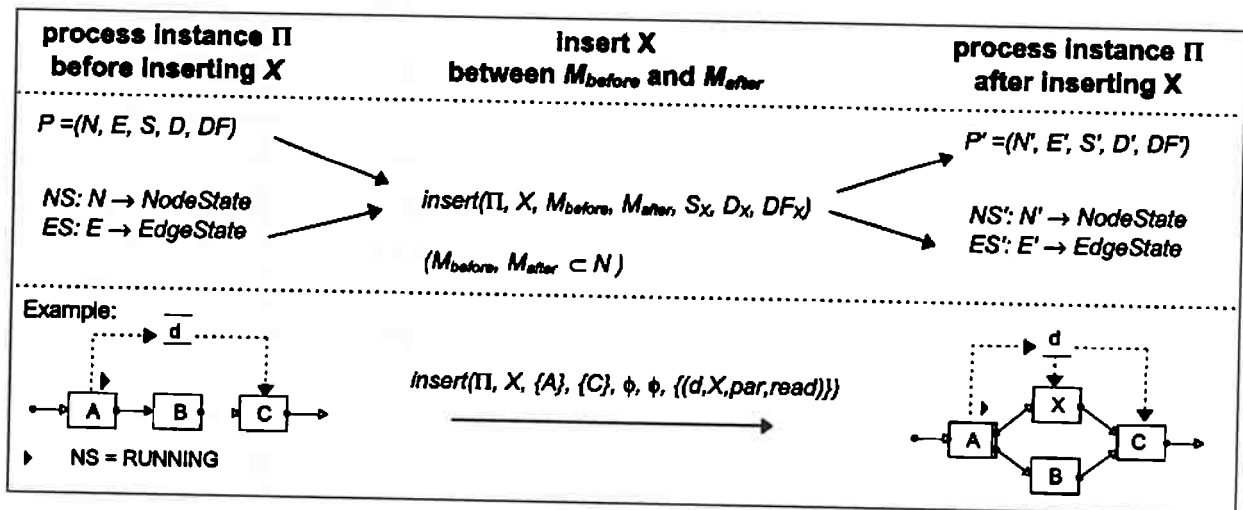 process instance Π
before inserting X
insert X
between M_before and M_after
process instance Π
after inserting X
P =(N, E, S, D, DF)
NS: N → NodeState
ES: E → EdgeState
insert(Π, X, M_before, M_after, S_X, D_X, DF_X)
(M_before, M_after ⊂ N )
P' =(N', E', S', D', DF')
NS': N' → NodeState
ES': E' → EdgeState
Example:
d
A
B
C
NS = RUNNING
insert(Π, X, {A}, {C}, ϕ, ϕ, {(d,X,par,read)})
d
X
A
C
B